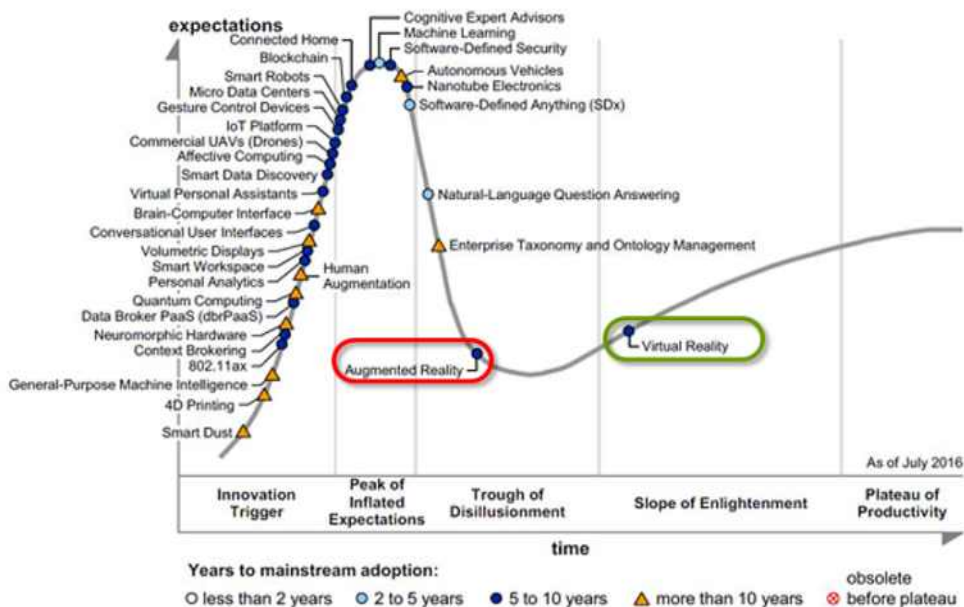 expectations
Cognitive Expert Advisors
Machine Learning
Connected Home
Software-Defined Security
Blockchain
Autonomous Vehicles
Smart Robots
Nanotube Electronics
Micro Data Centers
Gesture Control Devices
Software-Defined Anything (SDx)
IoT Platform
Commercial UAVs (Drones)
Affective Computing
Smart Data Discovery
Virtual Personal Assistants
Natural-Language Question Answering
Brain-Computer Interface
Conversational User Interfaces
Volumetric Displays
Enterprise Taxonomy and Ontology Management
Smart Workspace
Personal Analytics
Human
Augmentation
Quantum Computing
Data Broker PaaS (dbrPaaS)
Neuromorphic Hardware
Context Brokering
802.11ax
Virtual Reality
Augmented Reality
General-Purpose Machine Intelligence
4D Printing
Smart Dust
As of July 2016
Innovation
Trigger
Peak of
Inflated
Expectations
Trough of
Disillusionment
Slope of Enlightenment
Plateau of
Productivity
time
Years to mainstream adoption:
less than 2 years
2 to 5 years
5 to 10 years
more than 10 years
obsolete
before plateau